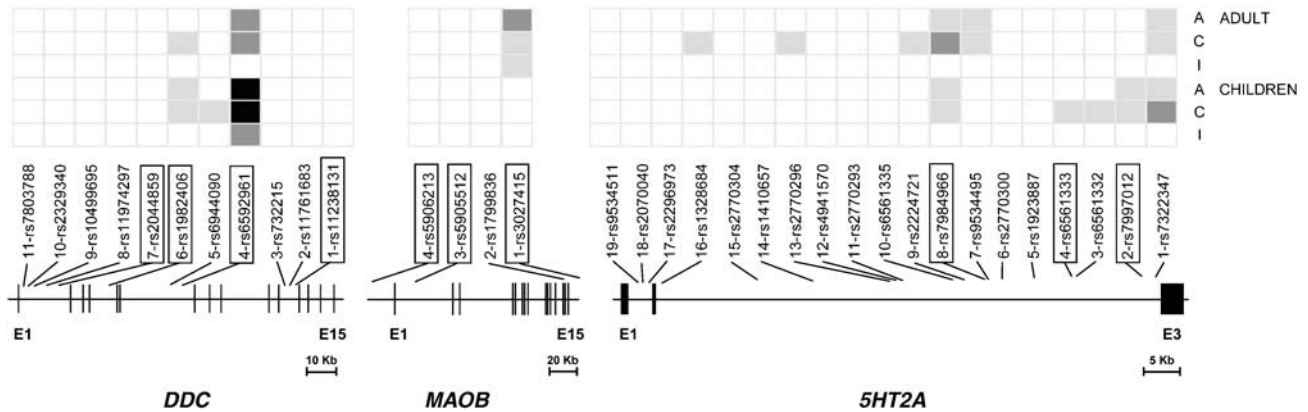 A ADULT
C
I
A CHILDREN
C
I
11-rs7803788
10-rs2329340
9-rs10499695
8-rs11974297
7-rs2044859
6-rs1982406
5-rs6944090
4-rs6592961
3-rs732215
2-rs11761683
1-rs11238131
4-rs5906213
3-rs5905512
2-rs1799836
1-rs3027415
19-rs9534511
18-rs2070040
17-rs2296973
16-rs1328684
15-rs2770304
14-rs1410657
13-rs2770296
12-rs4941570
11-rs2770293
10-rs6561335
9-rs2224721
8-rs7984966
7-rs9534495
6-rs2770300
5-rs1923887
4-rs6561333
3-rs6561332
2-rs7997012
1-rs7322347
E1 E15
10 Kb
DDC
E1 E15
20 Kb
MAOB
E1 E3
5 Kb
5HT2A